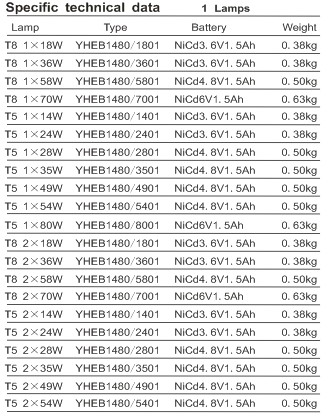 Specific technical data 1 Lamps
Lamp Type Battery Weight
T8 1×18W YHEB1480/1801 NiCd3. 6V1. 5Ah 0. 38kg
T8 1×36W YHEB1480/3601 NiCd3. 6V1. 5Ah 0. 38kg
T8 1×58W YHEB1480/5801 NiCd4. 8V1. 5Ah 0. 50kg
T8 1×70W YHEB1480/7001 NiCd6V1. 5Ah 0. 63kg
T5 1×14W YHEB1480/1401 NiCd3. 6V1. 5Ah 0. 38kg
T5 1×24W YHEB1480/2401 NiCd3. 6V1. 5Ah 0. 38kg
T5 1×28W YHEB1480/2801 NiCd4. 8V1. 5Ah 0. 50kg
T5 1×35W YHEB1480/3501 NiCd4. 8V1. 5Ah 0. 50kg
T5 1×49W YHEB1480/4901 NiCd4. 8V1. 5Ah 0. 50kg
T5 1×54W YHEB1480/5401 NiCd4. 8V1. 5Ah 0. 50kg
T5 1×80W YHEB1480/8001 NiCd6V1. 5Ah 0. 63kg
T8 2×18W YHEB1480/1801 NiCd3. 6V1. 5Ah 0. 38kg
T8 2×36W YHEB1480/3601 NiCd3. 6V1. 5Ah 0. 38kg
T8 2×58W YHEB1480/5801 NiCd4. 8V1. 5Ah 0. 50kg
T8 2×70W YHEB1480/7001 NiCd6V1. 5Ah 0. 63kg
T5 2×14W YHEB1480/1401 NiCd3. 6V1. 5Ah 0. 38kg
T5 2×24W YHEB1480/2401 NiCd3. 6V1. 5Ah 0. 38kg
T5 2×28W YHEB1480/2801 NiCd4. 8V1. 5Ah 0. 50kg
T5 2×35W YHEB1480/3501 NiCd4. 8V1. 5Ah 0. 50kg
T5 2×49W YHEB1480/4901 NiCd4. 8V1. 5Ah 0. 50kg
T5 2×54W YHEB1480/5401 NiCd4. 8V1. 5Ah 0. 50kg